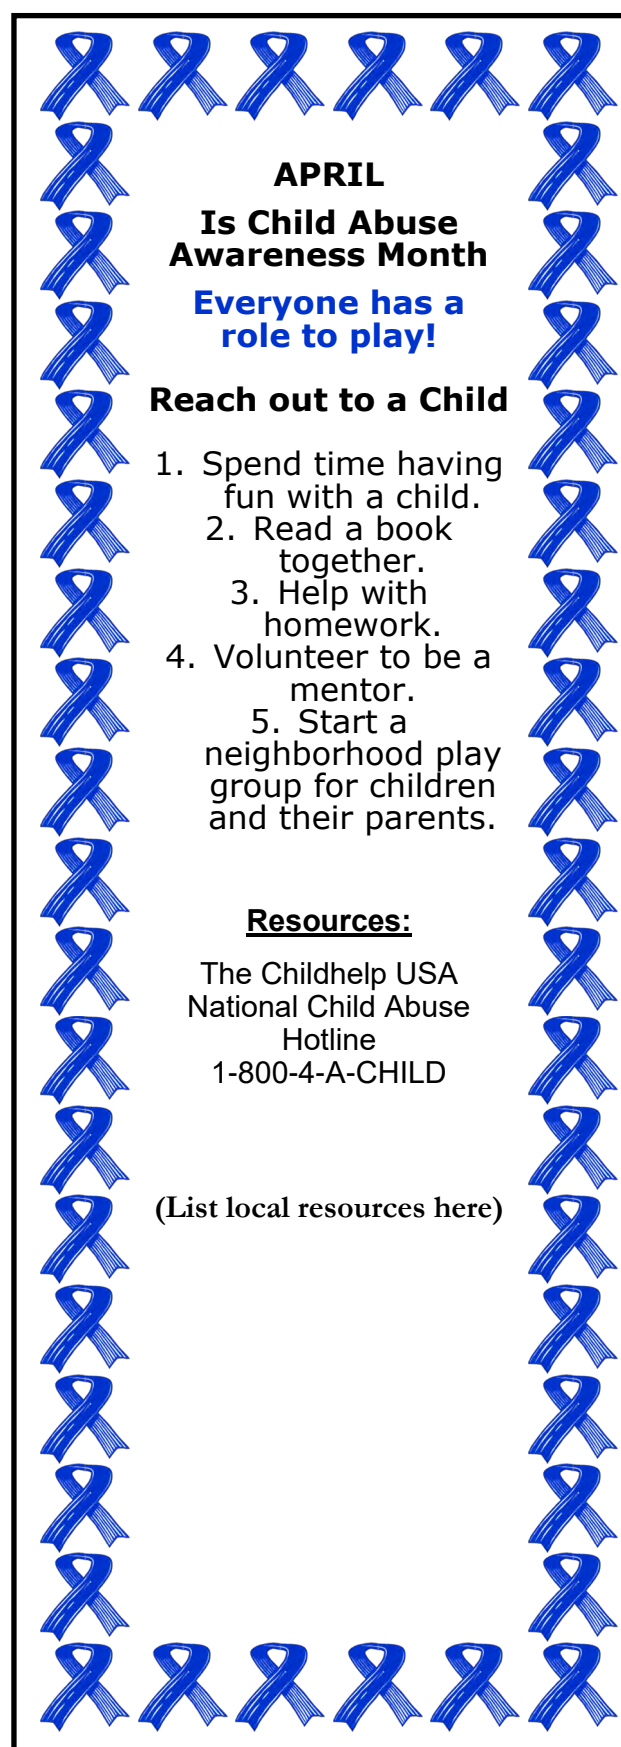 APRIL
Is Child Abuse
Awareness Month
Everyone has a
role to play!
Reach out to a Child
1. Spend time having
fun with a child.
2. Read a book
together.
3. Help with
homework.
4. Volunteer to be a
mentor.
5. Start a
neighborhood play
group for children
and their parents.
Resources:
The Childhelp USA
National Child Abuse
Hotline
1-800-4-A-CHILD
(List local resources here)